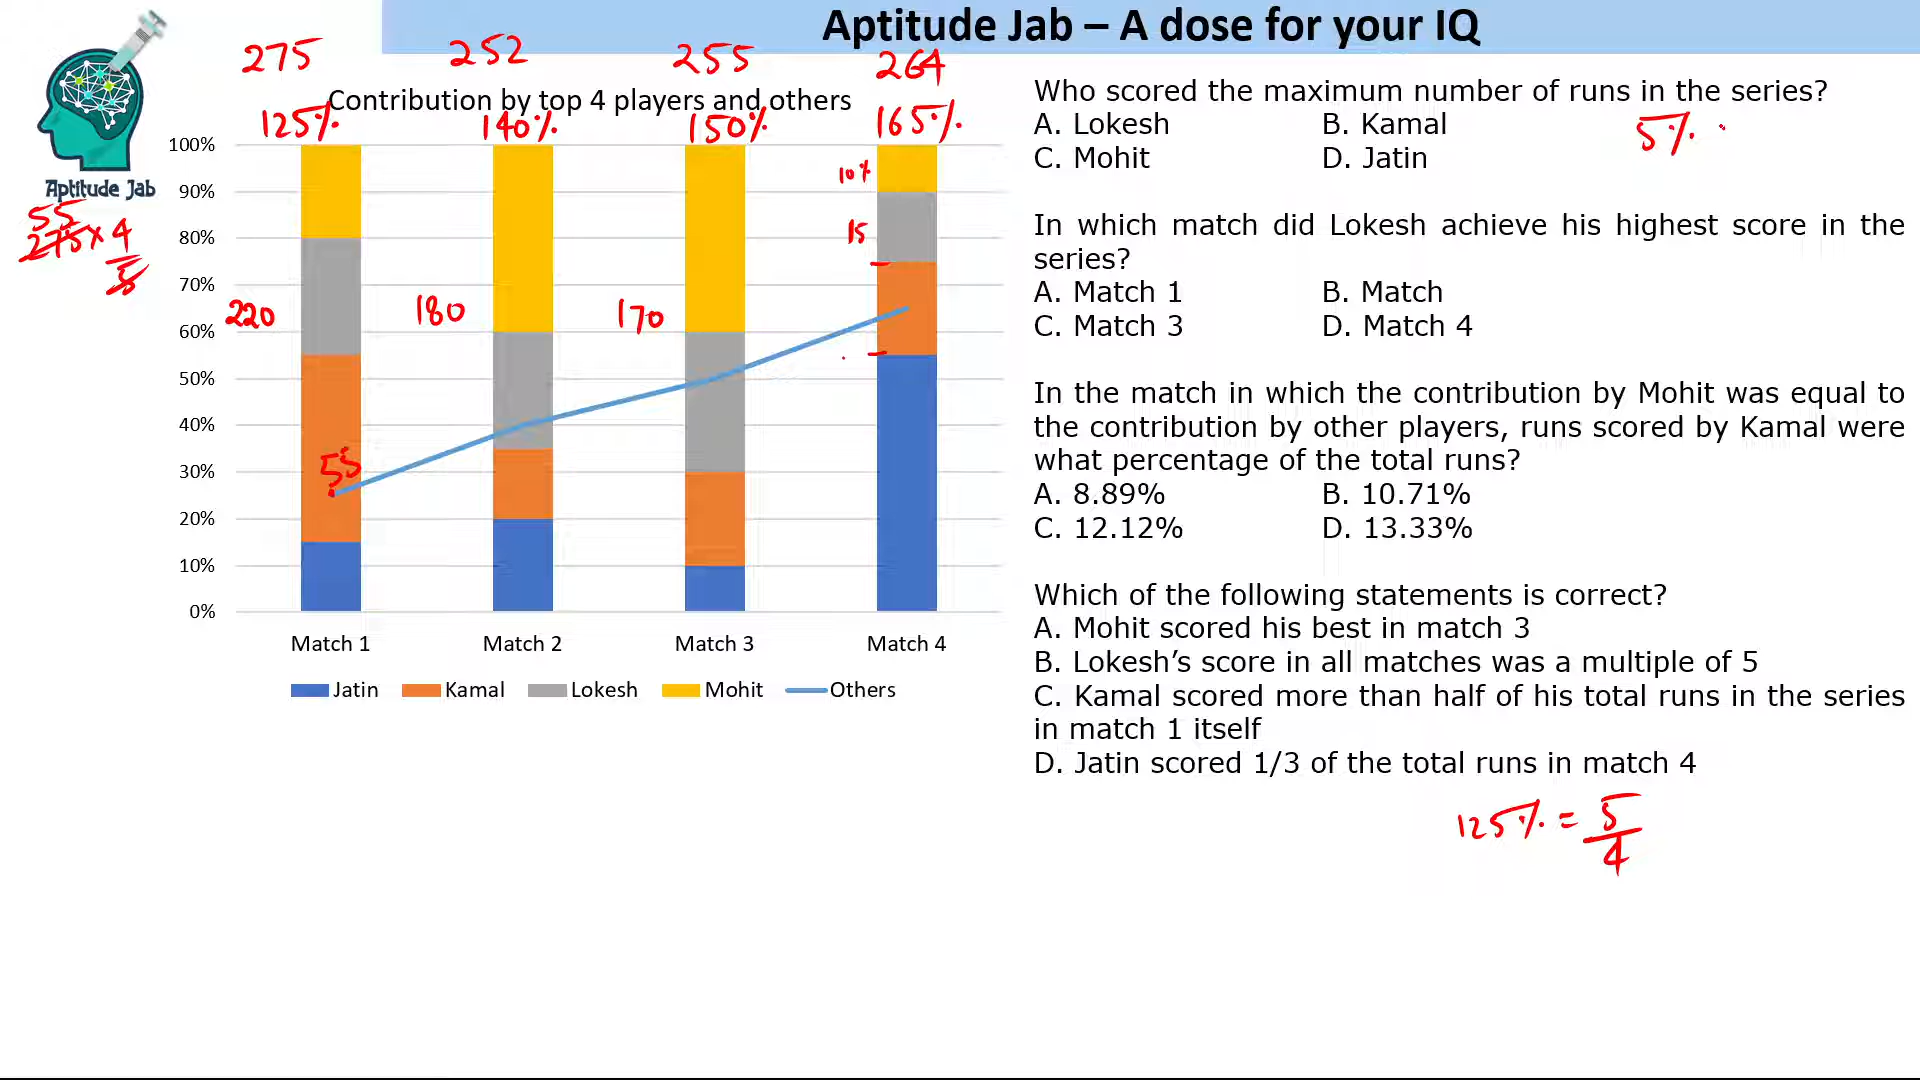 Aptitude Jab – A dose for your IQ
Aptitude Jab
275 252 255 264
Contribution by top 4 players and others
125% 140% 150% 165%
100%
90%
80%
70%
60%
50%
40%
30%
20%
10%
0%
10%
15
55
275 × 4
5
220 180 170
55
Match 1 Match 2 Match 3 Match 4
Jatin Kamal Lokesh Mohit Others
Who scored the maximum number of runs in the series?
A. Lokesh B. Kamal
C. Mohit D. Jatin
5%
In which match did Lokesh achieve his highest score in the
series?
A. Match 1 B. Match
C. Match 3 D. Match 4
In the match in which the contribution by Mohit was equal to
the contribution by other players, runs scored by Kamal were
what percentage of the total runs?
A. 8.89% B. 10.71%
C. 12.12% D. 13.33%
Which of the following statements is correct?
A. Mohit scored his best in match 3
B. Lokesh’s score in all matches was a multiple of 5
C. Kamal scored more than half of his total runs in the series
in match 1 itself
D. Jatin scored 1/3 of the total runs in match 4
125% = 5
4